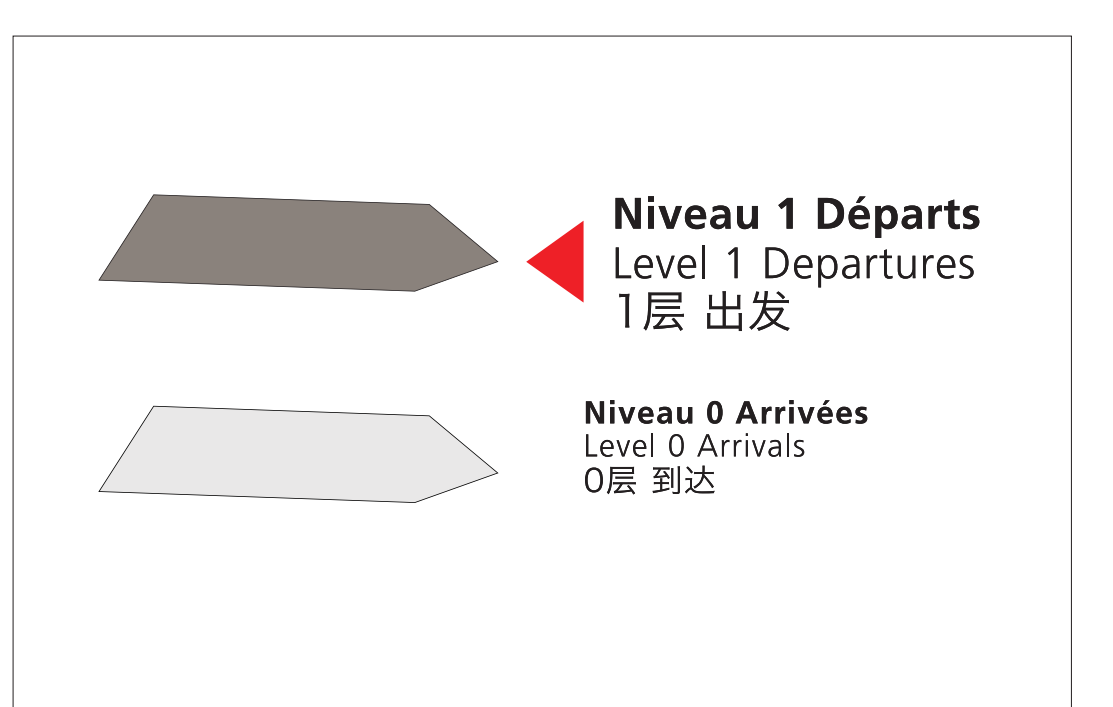 Niveau 1 Départs
Level 1 Departures
1层 出发
Niveau 0 Arrivées
Level 0 Arrivals
0层 到达